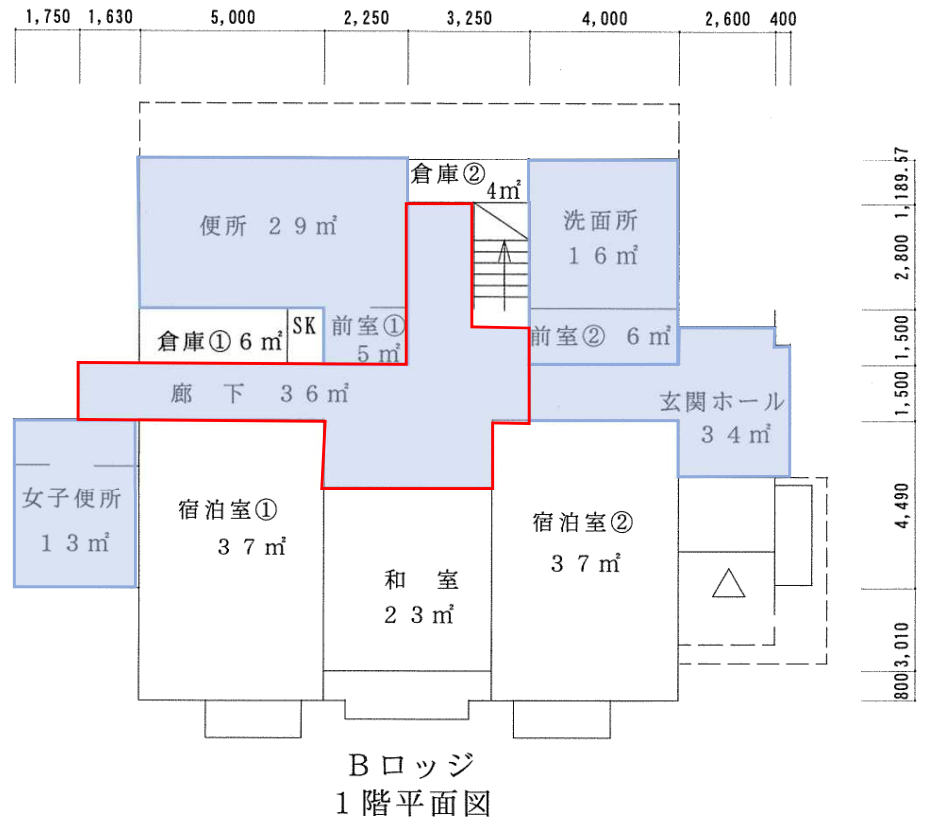 1,750 1,630 5,000 2,250 3,250 4,000 2,600 400
倉庫②
4㎡
便所 29㎡
洗面所
16㎡
1,189.57
2,800
1,500
1,500
4,490
3,010
800
倉庫① 6㎡
SK
前室①
5㎡
前室② 6㎡
廊下 36㎡
玄関ホール
34㎡
女子便所
13㎡
宿泊室①
37㎡
宿泊室②
37㎡
和室
23㎡
Bロッジ
1階平面図